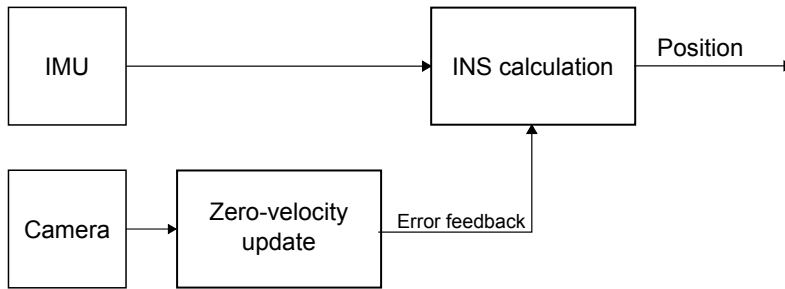 IMU
INS calculation
Position
Camera
Zero-velocity
update
Error feedback